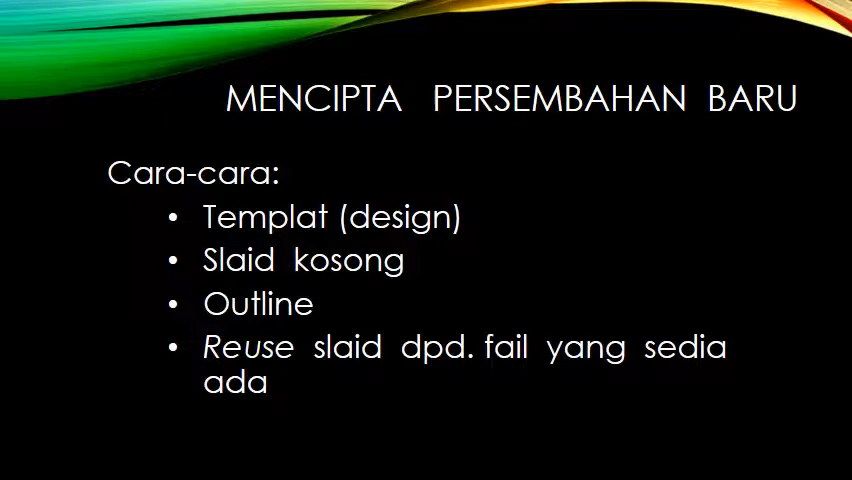 MENCIPTA PERSEMBAHAN BARU
Cara-cara:
• Templat (design)
• Slaid kosong
• Outline
• Reuse slaid dpd. fail yang sedia
ada